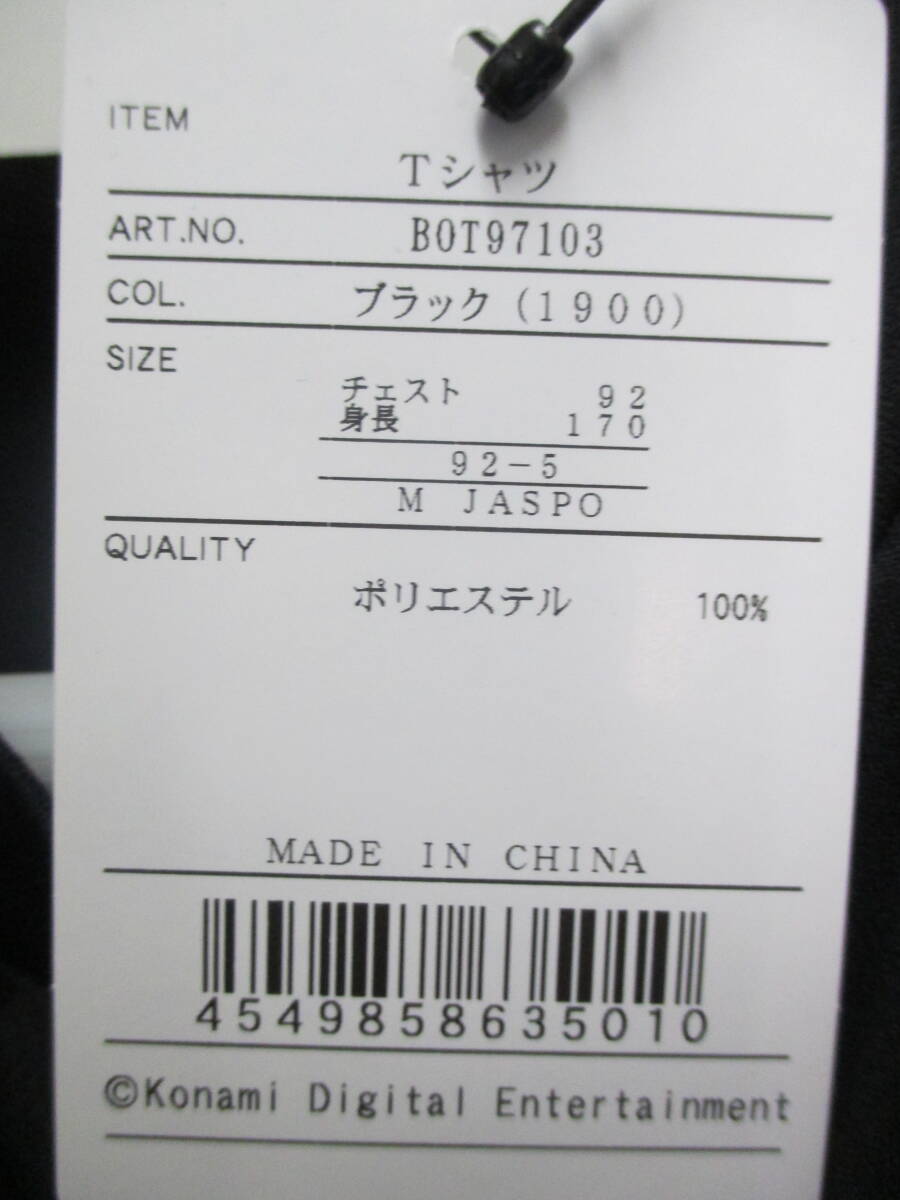 ITEM
Tシャツ
ART.NO. BOT97103
COL. ブラック(1900)
SIZE
チェスト 92
身長 170
92-5
M JASPO
QUALITY
ポリエステル 100%
MADE IN CHINA
4549858635010
©Konami Digital Entertainment